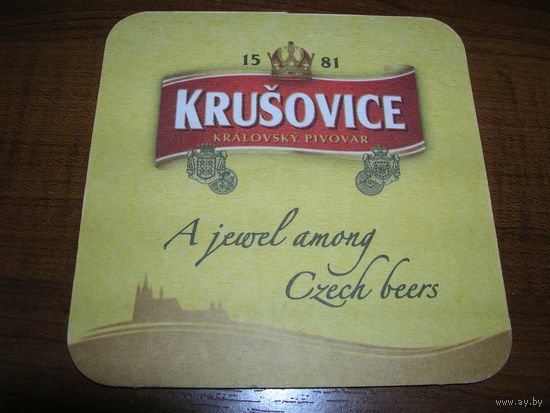 15 81
KRUŠOVICE
KRÁLOVSKÝ PIVOVAR
A jewel among
Czech beers
www.ay.by